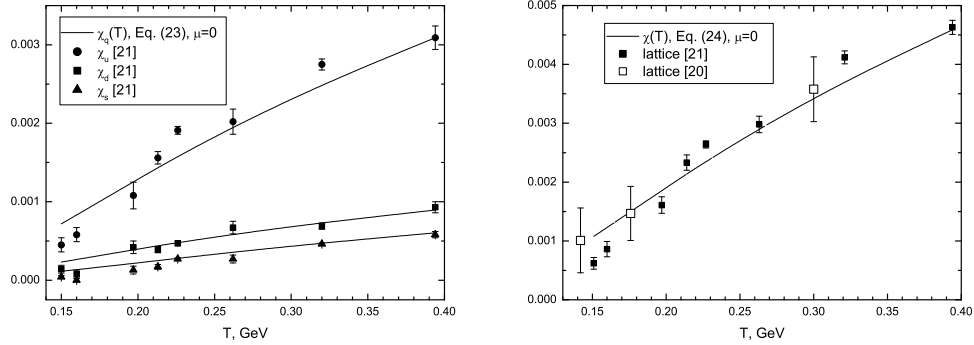 χq(T), Eq. (23), μ=0
χu [21]
χd [21]
χs [21]
0.003
0.002
0.001
0.000
0.15 0.20 0.25 0.30 0.35 0.40
T, GeV
χ(T), Eq. (24), μ=0
lattice [21]
lattice [20]
0.005
0.004
0.003
0.002
0.001
0.000
0.15 0.20 0.25 0.30 0.35 0.40
T, GeV